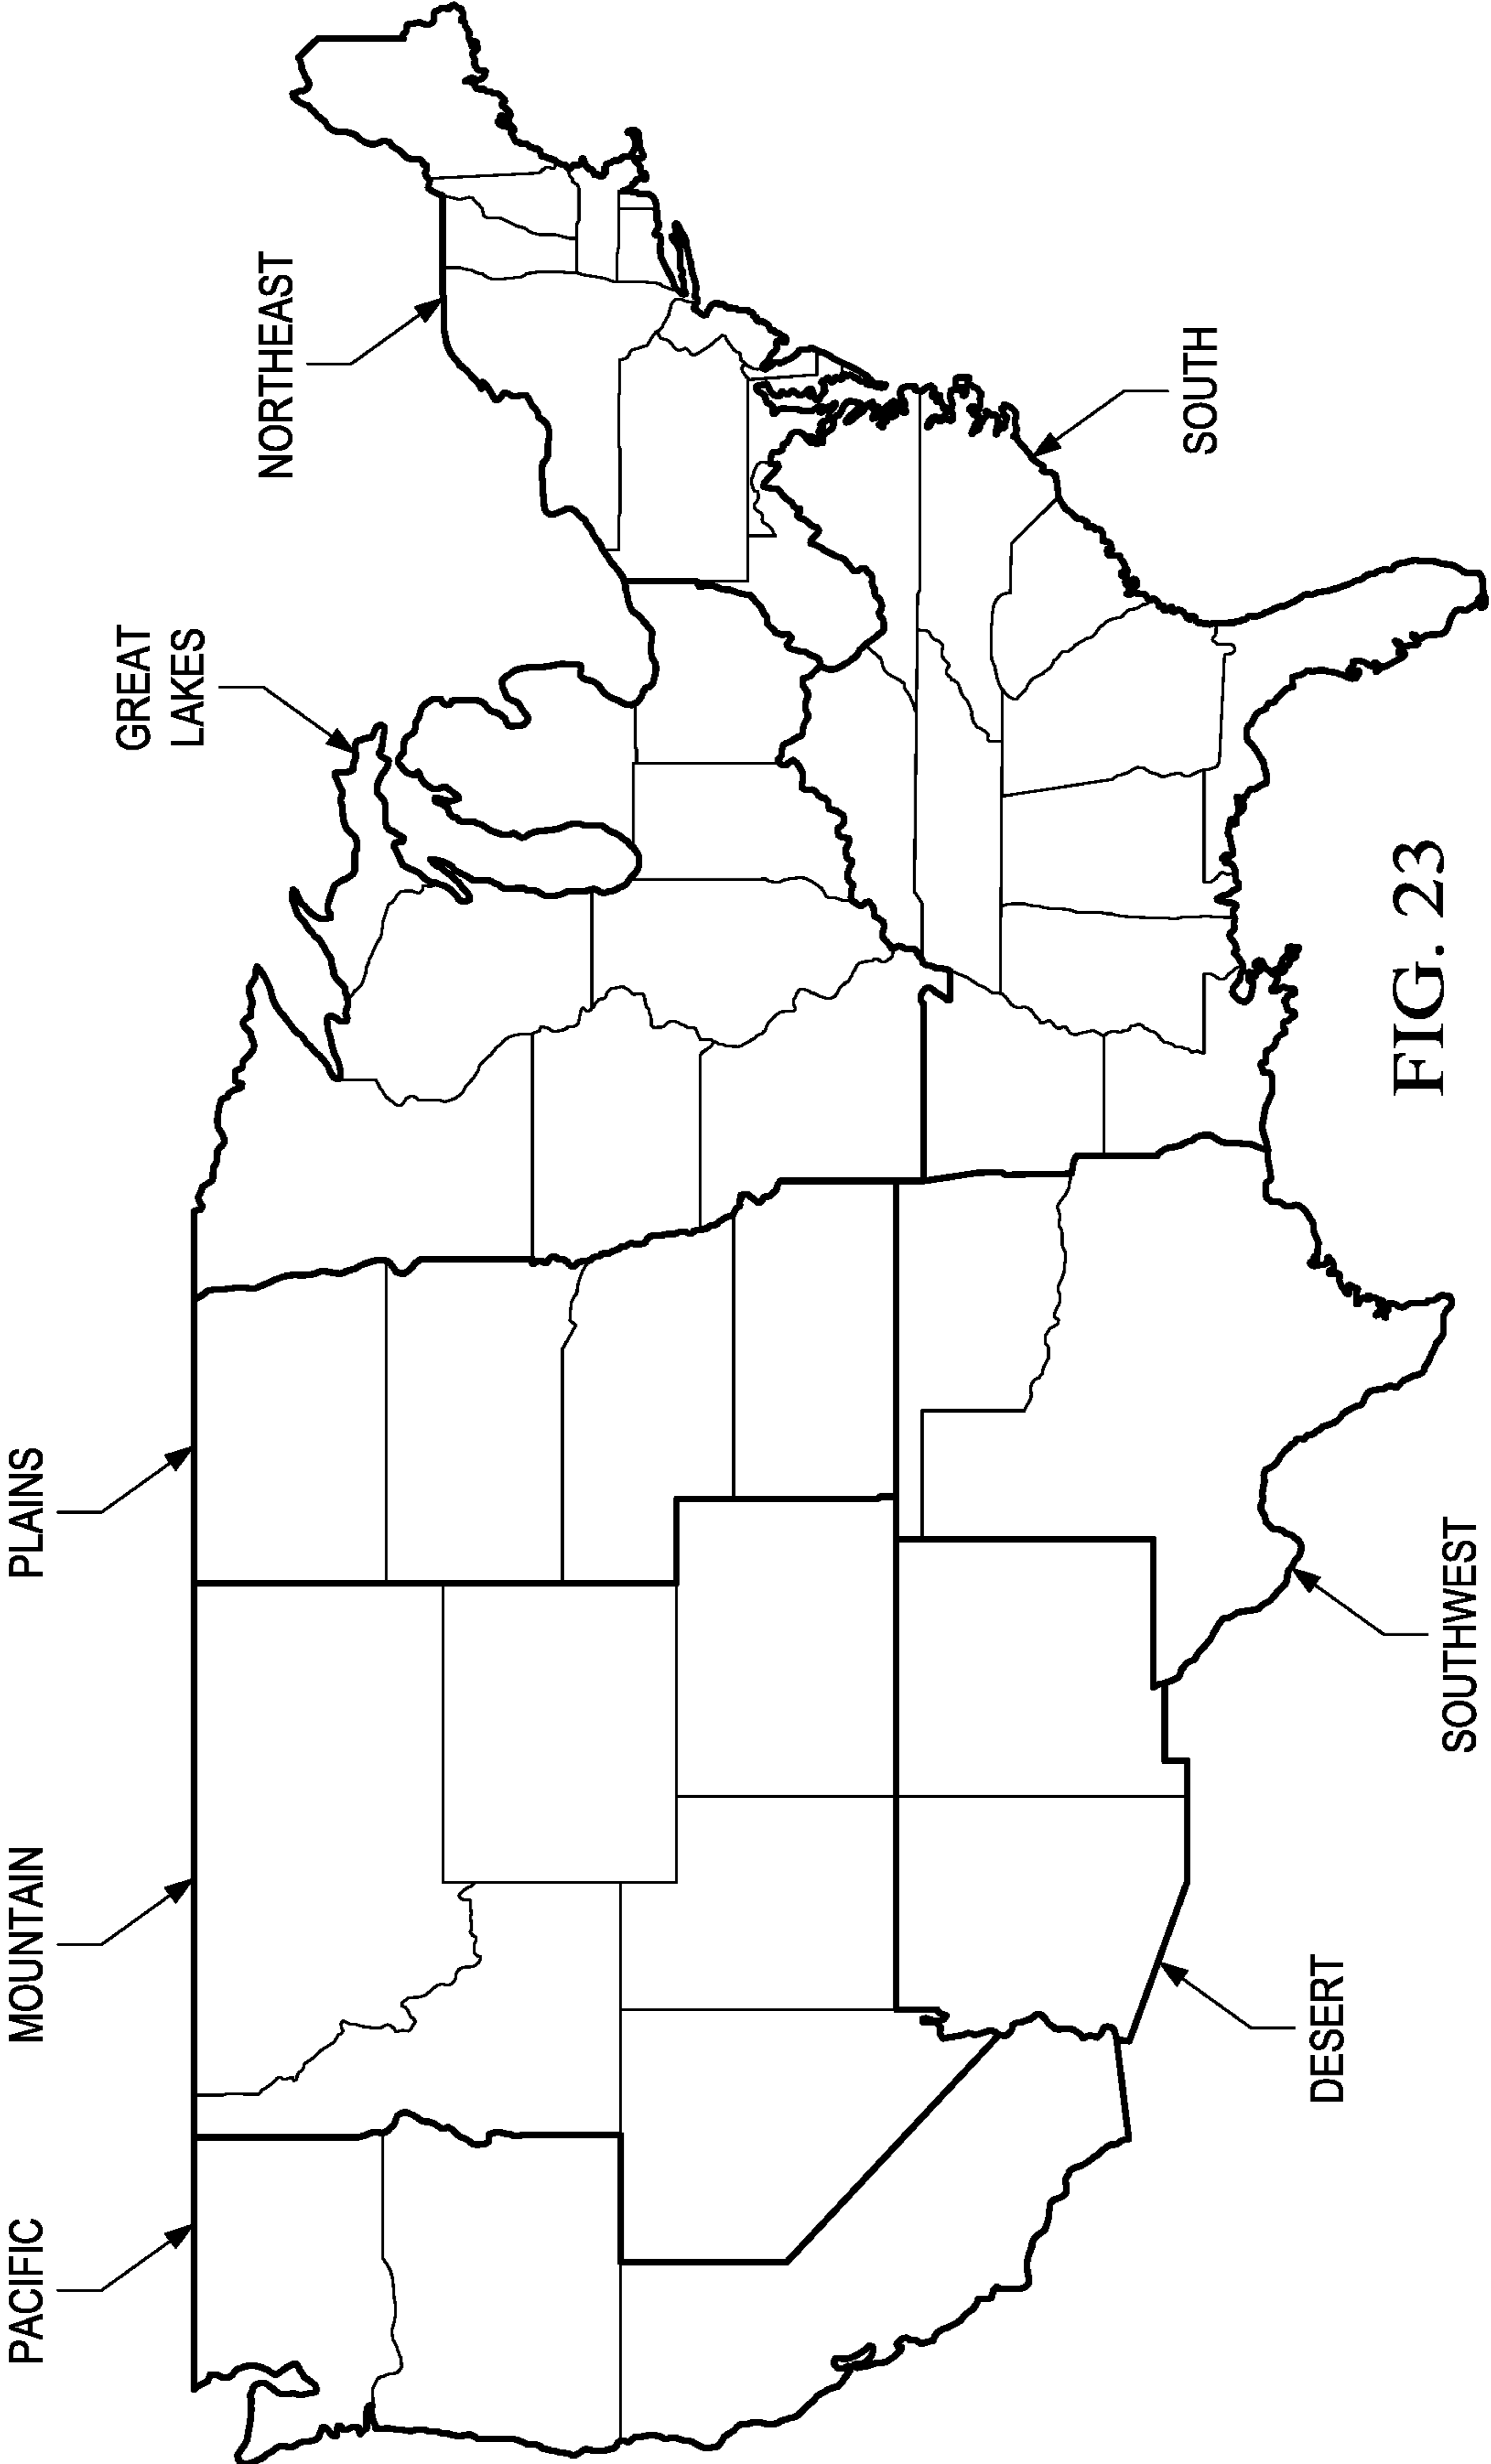 PACIFIC
MOUNTAIN
PLAINS
GREAT
LAKES
NORTHEAST
DESERT
SOUTHWEST
SOUTH
FIG. 23